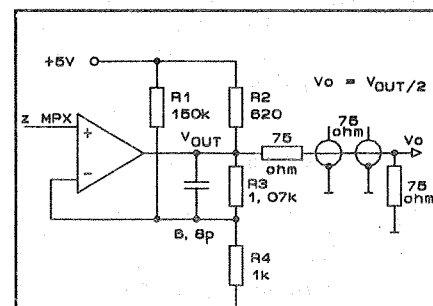 +5V
Vo = VOUT/2
R1
150k
R2
620
z MPX
+
VOUT
75
ohm
75
ohm
Vo
-
R3
1, 07k
75
ohm
6, 8p
R4
1k